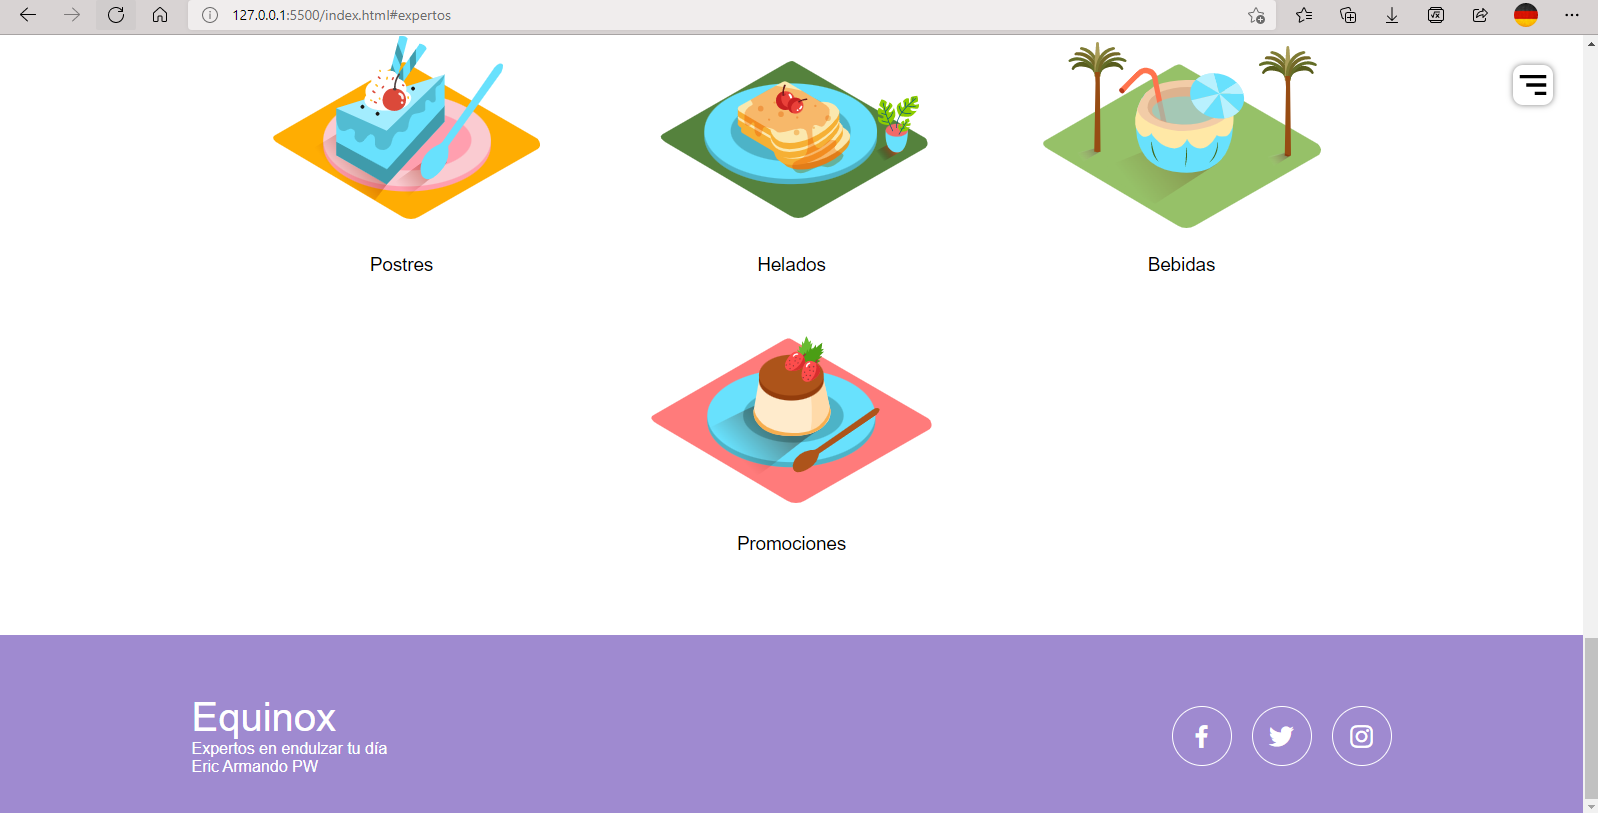 127.0.0.1:5500/index.html#expertos
Postres
Helados
Bebidas
Promociones
Equinox
Expertos en endulzar tu día
Eric Armando PW